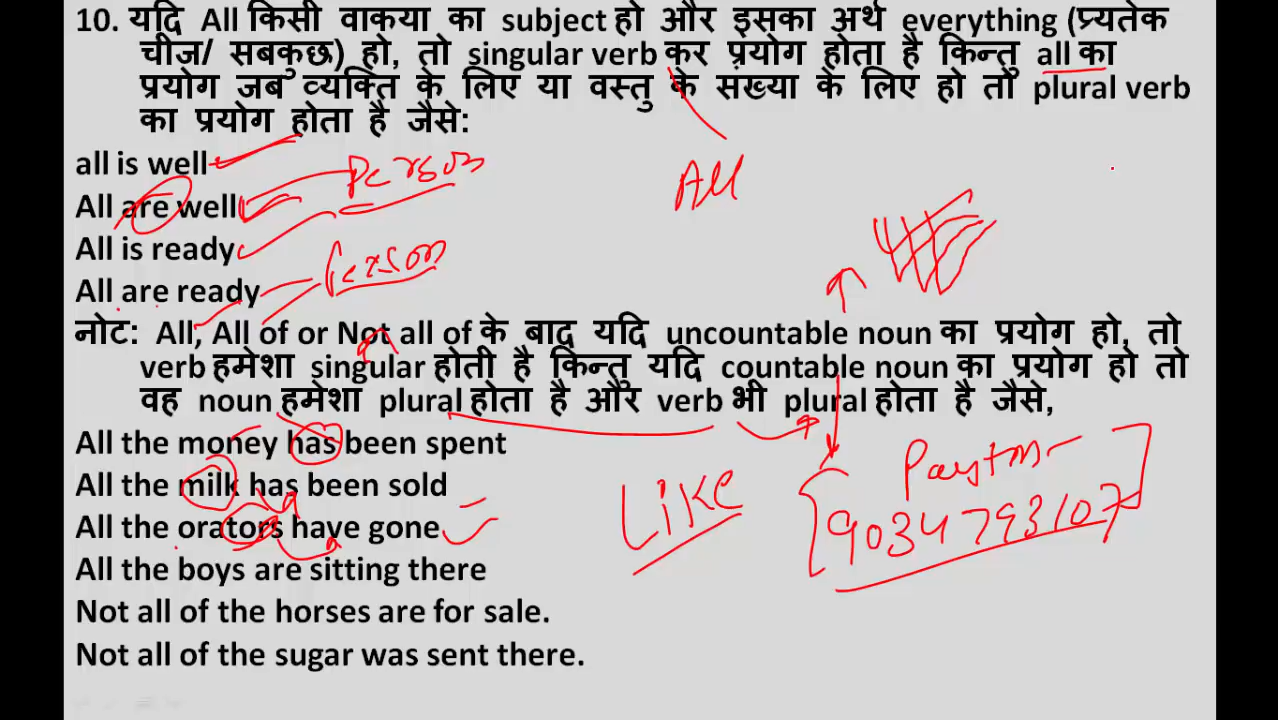 10. यदि All किसी वाकया का subject हो और इसका अर्थ everything (प्र्यतेक
चीज/ सबकुछ) हो, तो singular verb कर प्रयोग होता है किन्तु all का
प्रयोग जब व्यक्ति के लिए या वस्तु के संख्या के लिए हो तो plural verb
का प्रयोग होता है जैसे:
all is well
Person
All
All are well
All is ready
Person
All are ready
नोट: All, All of or Not all of के बाद यदि uncountable noun का प्रयोग हो, तो
verb हमेशा singular होती है किन्तु यदि countable noun का प्रयोग हो तो
वह noun हमेशा plural होता है और verb भी plural होता है जैसे,
All the money has been spent
Paytm
All the milk has been sold
LIKE
9034793107
All the orators have gone
All the boys are sitting there
Not all of the horses are for sale.
Not all of the sugar was sent there.